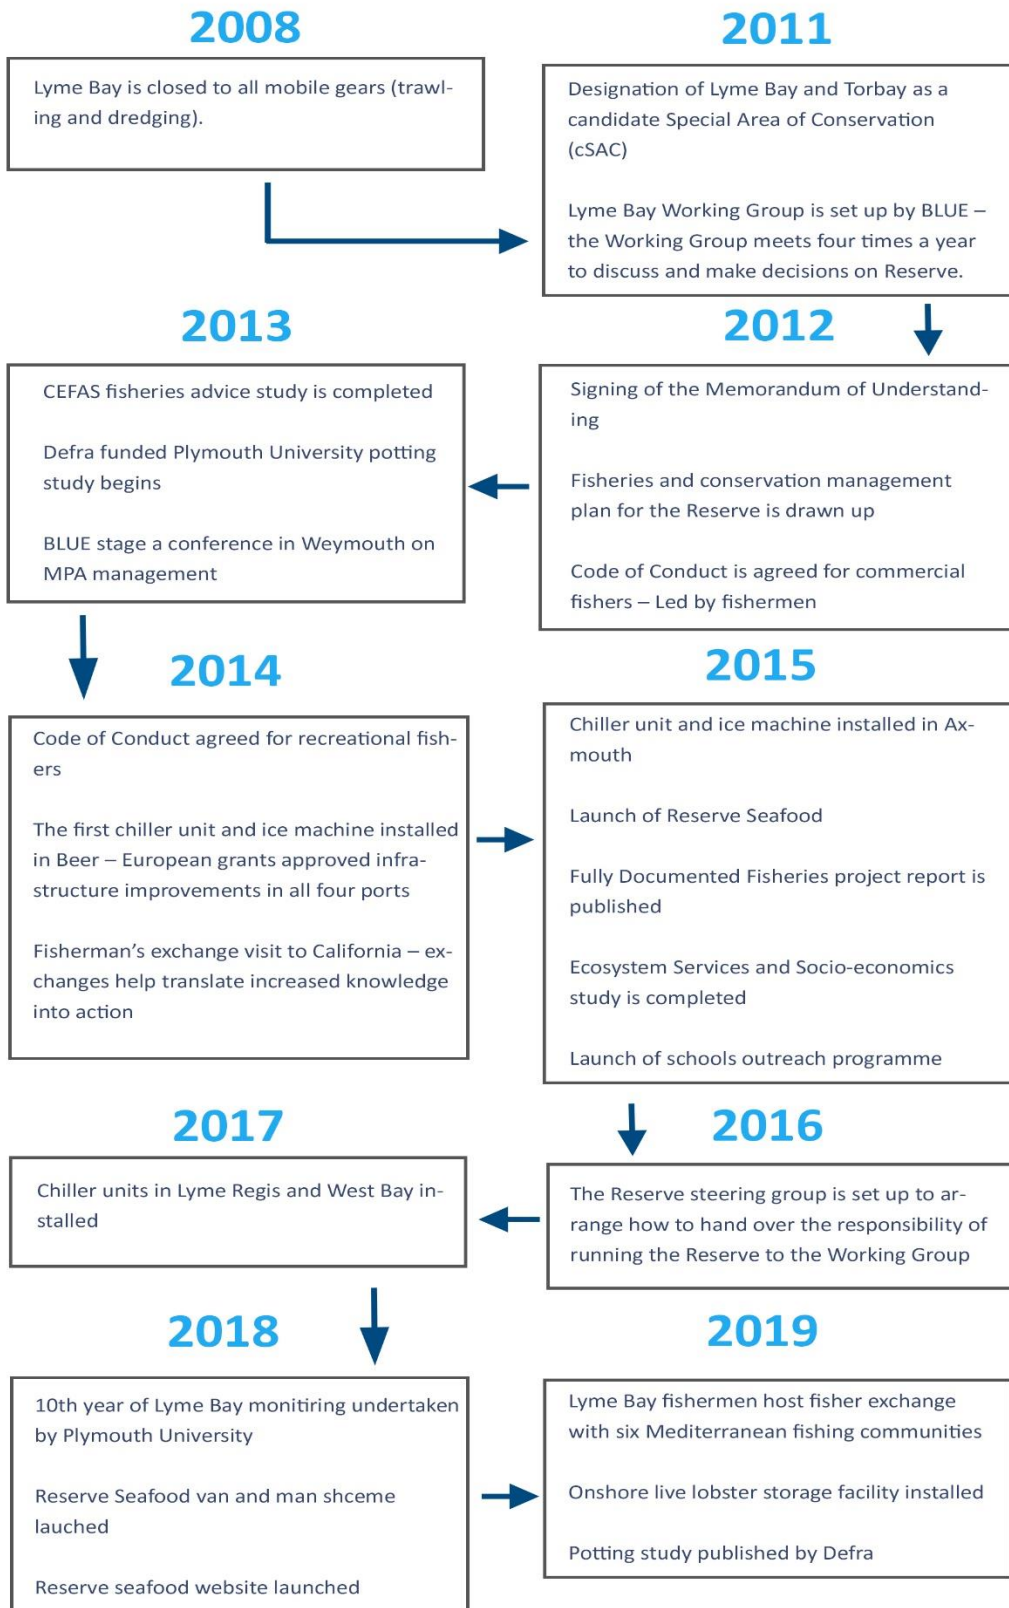 2008
Lyme Bay is closed to all mobile gears (trawl-
ing and dredging).
2011
Designation of Lyme Bay and Torbay as a
candidate Special Area of Conservation
(cSAC)
Lyme Bay Working Group is set up by BLUE –
the Working Group meets four times a year
to discuss and make decisions on Reserve.
2012
Signing of the Memorandum of Understand-
ing
Fisheries and conservation management
plan for the Reserve is drawn up
Code of Conduct is agreed for commercial
fishers – Led by fishermen
2013
CEFAS fisheries advice study is completed
Defra funded Plymouth University potting
study begins
BLUE stage a conference in Weymouth on
MPA management
2014
Code of Conduct agreed for recreational fish-
ers
The first chiller unit and ice machine installed
in Beer – European grants approved infra-
structure improvements in all four ports
Fisherman’s exchange visit to California – ex-
changes help translate increased knowledge
into action
2015
Chiller unit and ice machine installed in Ax-
mouth
Launch of Reserve Seafood
Fully Documented Fisheries project report is
published
Ecosystem Services and Socio-economics
study is completed
Launch of schools outreach programme
2016
The Reserve steering group is set up to ar-
range how to hand over the responsibility of
running the Reserve to the Working Group
2017
Chiller units in Lyme Regis and West Bay in-
stalled
2018
10th year of Lyme Bay monitiring undertaken
by Plymouth University
Reserve Seafood van and man shceme
lauched
Reserve seafood website launched
2019
Lyme Bay fishermen host fisher exchange
with six Mediterranean fishing communities
Onshore live lobster storage facility installed
Potting study published by Defra